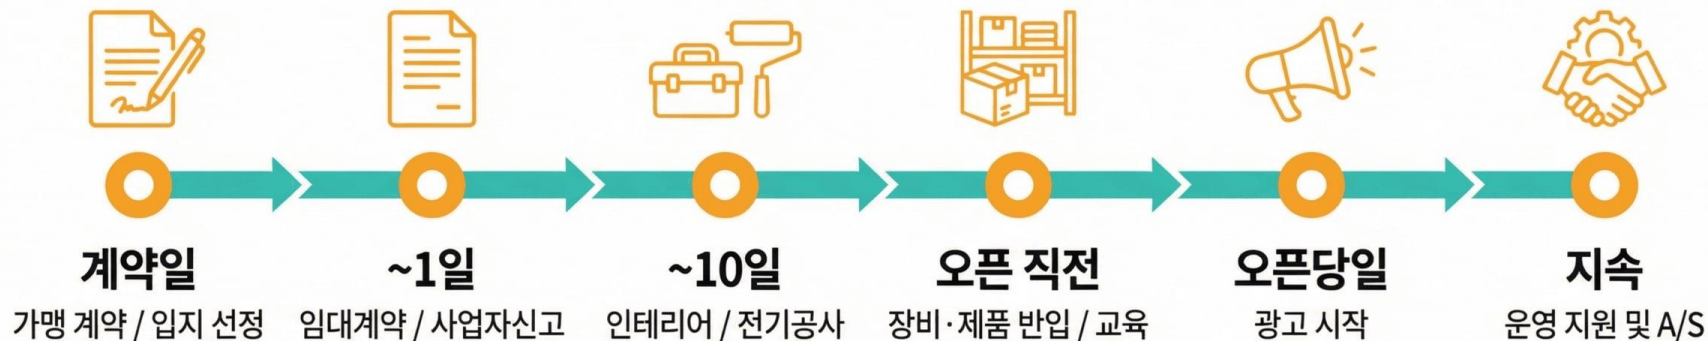 계약일
가맹 계약 / 입지 선정
~1일
임대계약 / 사업자신고
~10일
인테리어 / 전기공사
오픈 직전
장비·제품 반입 / 교육
오픈당일
광고 시작
지속
운영 지원 및 A/S